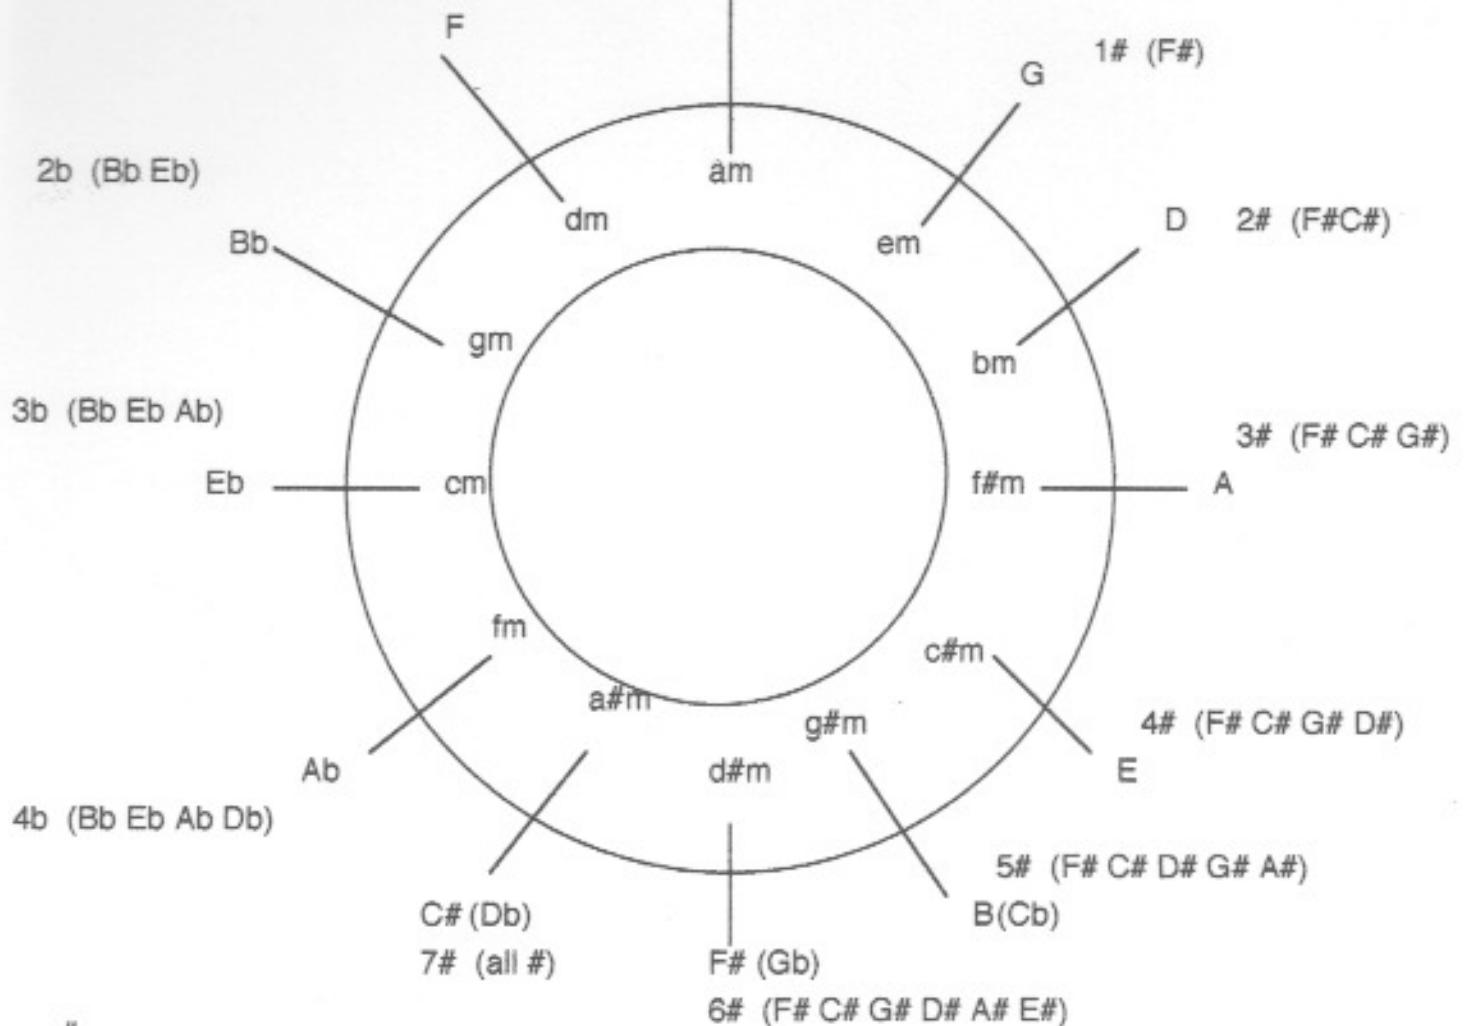 F
G
1# (F#)
2b (Bb Eb)
am
dm
D
2# (F#C#)
Bb
em
gm
bm
3b (Bb Eb Ab)
3# (F# C# G#)
Eb
cm
f#m
A
fm
c#m
a#m
g#m
4# (F# C# G# D#)
d#m
Ab
E
4b (Bb Eb Ab Db)
5# (F# C# D# G# A#)
C# (Db)
B(Cb)
7# (all #)
F# (Gb)
6# (F# C# G# D# A# E#)